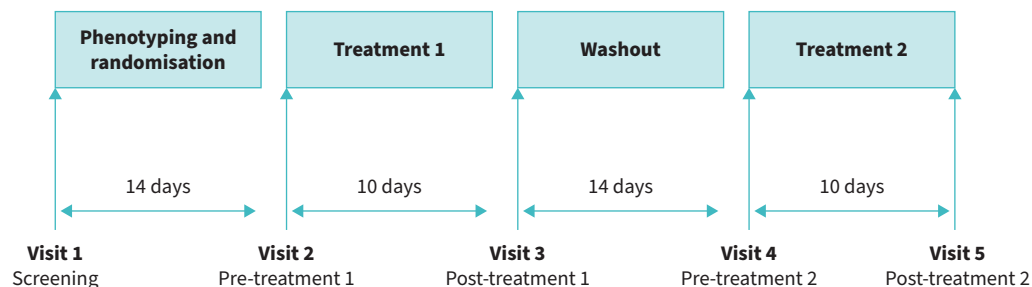 Phenotyping and
randomisation
Treatment 1
Washout
Treatment 2
14 days
10 days
14 days
10 days
Visit 1
Screening
Visit 2
Pre-treatment 1
Visit 3
Post-treatment 1
Visit 4
Pre-treatment 2
Visit 5
Post-treatment 2